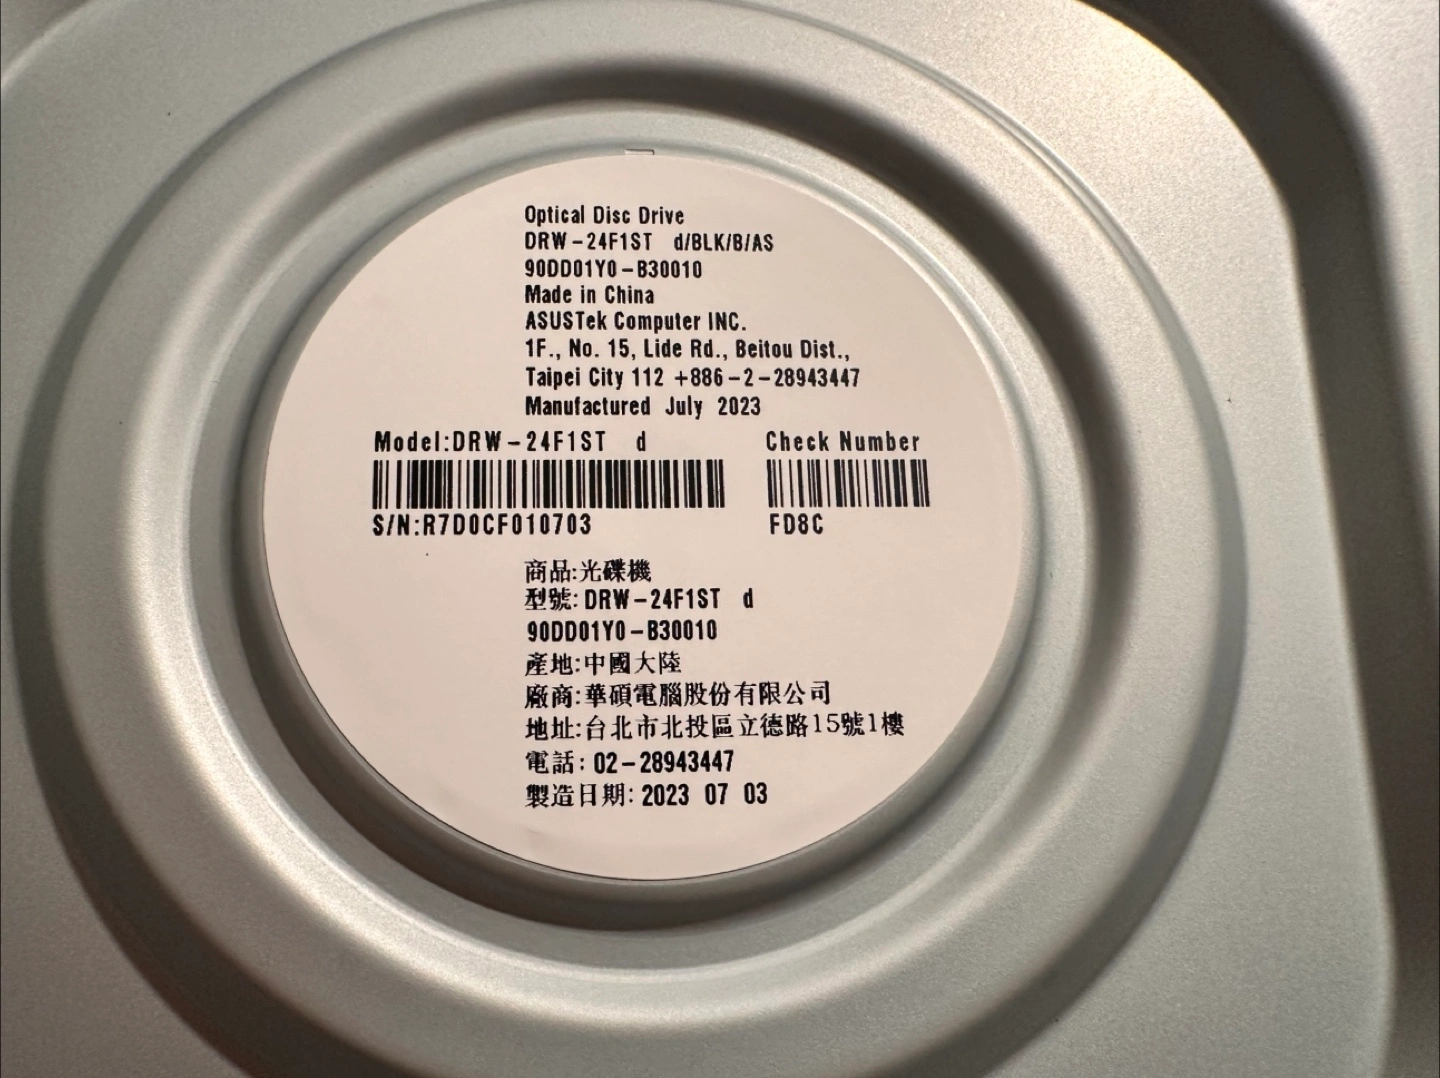 Optical Disc Drive
DRW-24F1ST d/BLK/B/AS
90DD01Y0-B30010
Made in China
ASUSTek Computer INC.
1F., No. 15, Lide Rd., Beitou Dist.,
Taipei City 112 +886-2-28943447
Manufactured July 2023
Model:DRW-24F1ST d
S/N:R7D0CF010703
Check Number
FD8C
商品:光碟機
型號:DRW-24F1ST d
90DD01Y0-B30010
產地:中國大陸
廠商:華碩電腦股份有限公司
地址:台北市北投區立德路15號1樓
電話:02-28943447
製造日期:2023 07 03